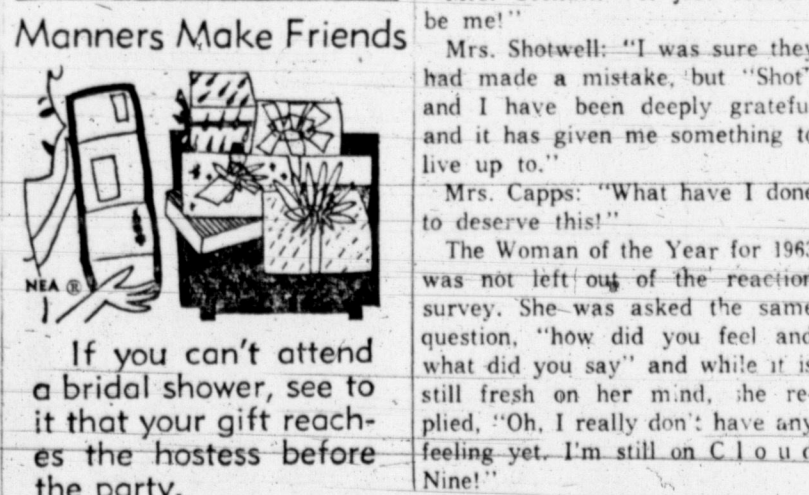 Manners Make Friends
NEA ®
If you can't attend
a bridal shower, see to
it that your gift reach-
es the hostess before
the party.
be me!"
Mrs. Shotwell: "I was sure they
had made a mistake, but "Shot"
and I have been deeply grateful
and it has given me something to
live up to."
Mrs. Capps: "What have I done
to deserve this!"
The Woman of the Year for
was not left out of the reaction
survey. She was asked the same
question, "how did you feel and
what did you say" and while it is
still fresh on her mind, she re-
plied, "Oh, I really don't have any
feeling yet. I'm still on C l o u d
Nine!"